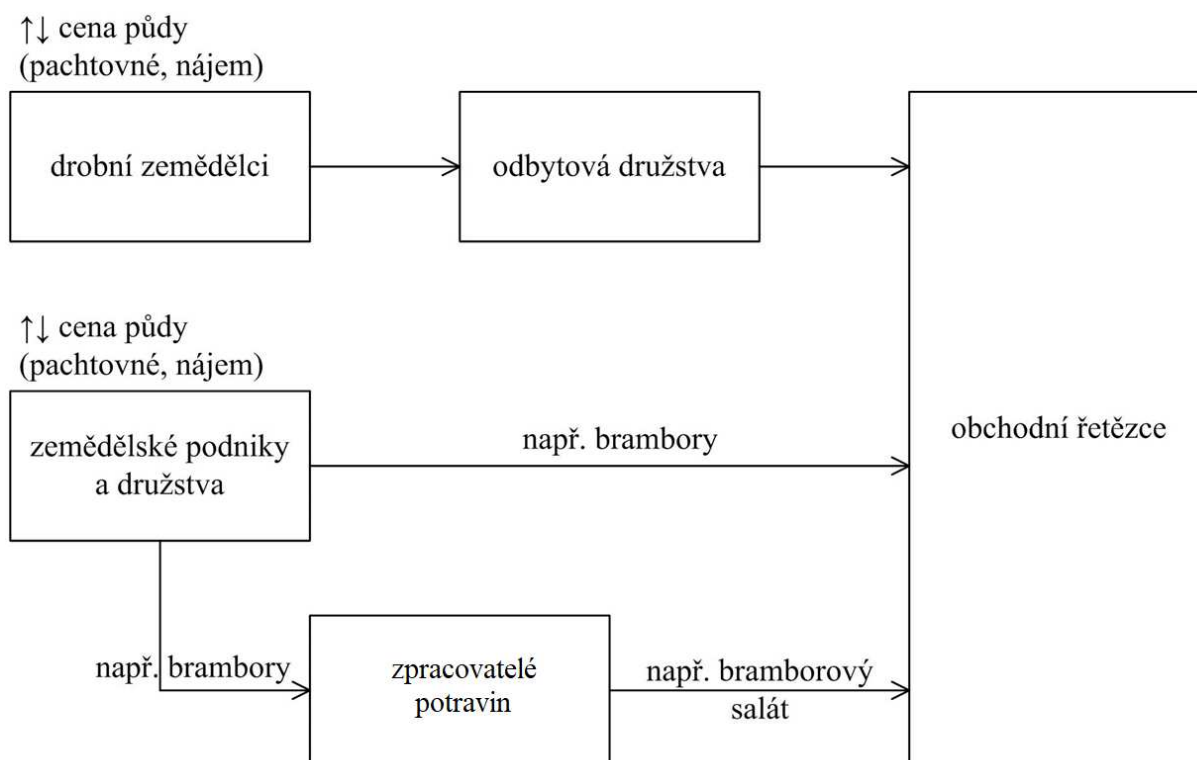 ↑↓ cena půdy
(pachtovné, nájem)
drobní zemědělci
odbytová družstva
↑↓ cena půdy
(pachtovné, nájem)
zemědělské podniky
a družstva
např. brambory
obchodní řetězce
např. brambory
zpracovatelé
potravin
např. bramborový
salát